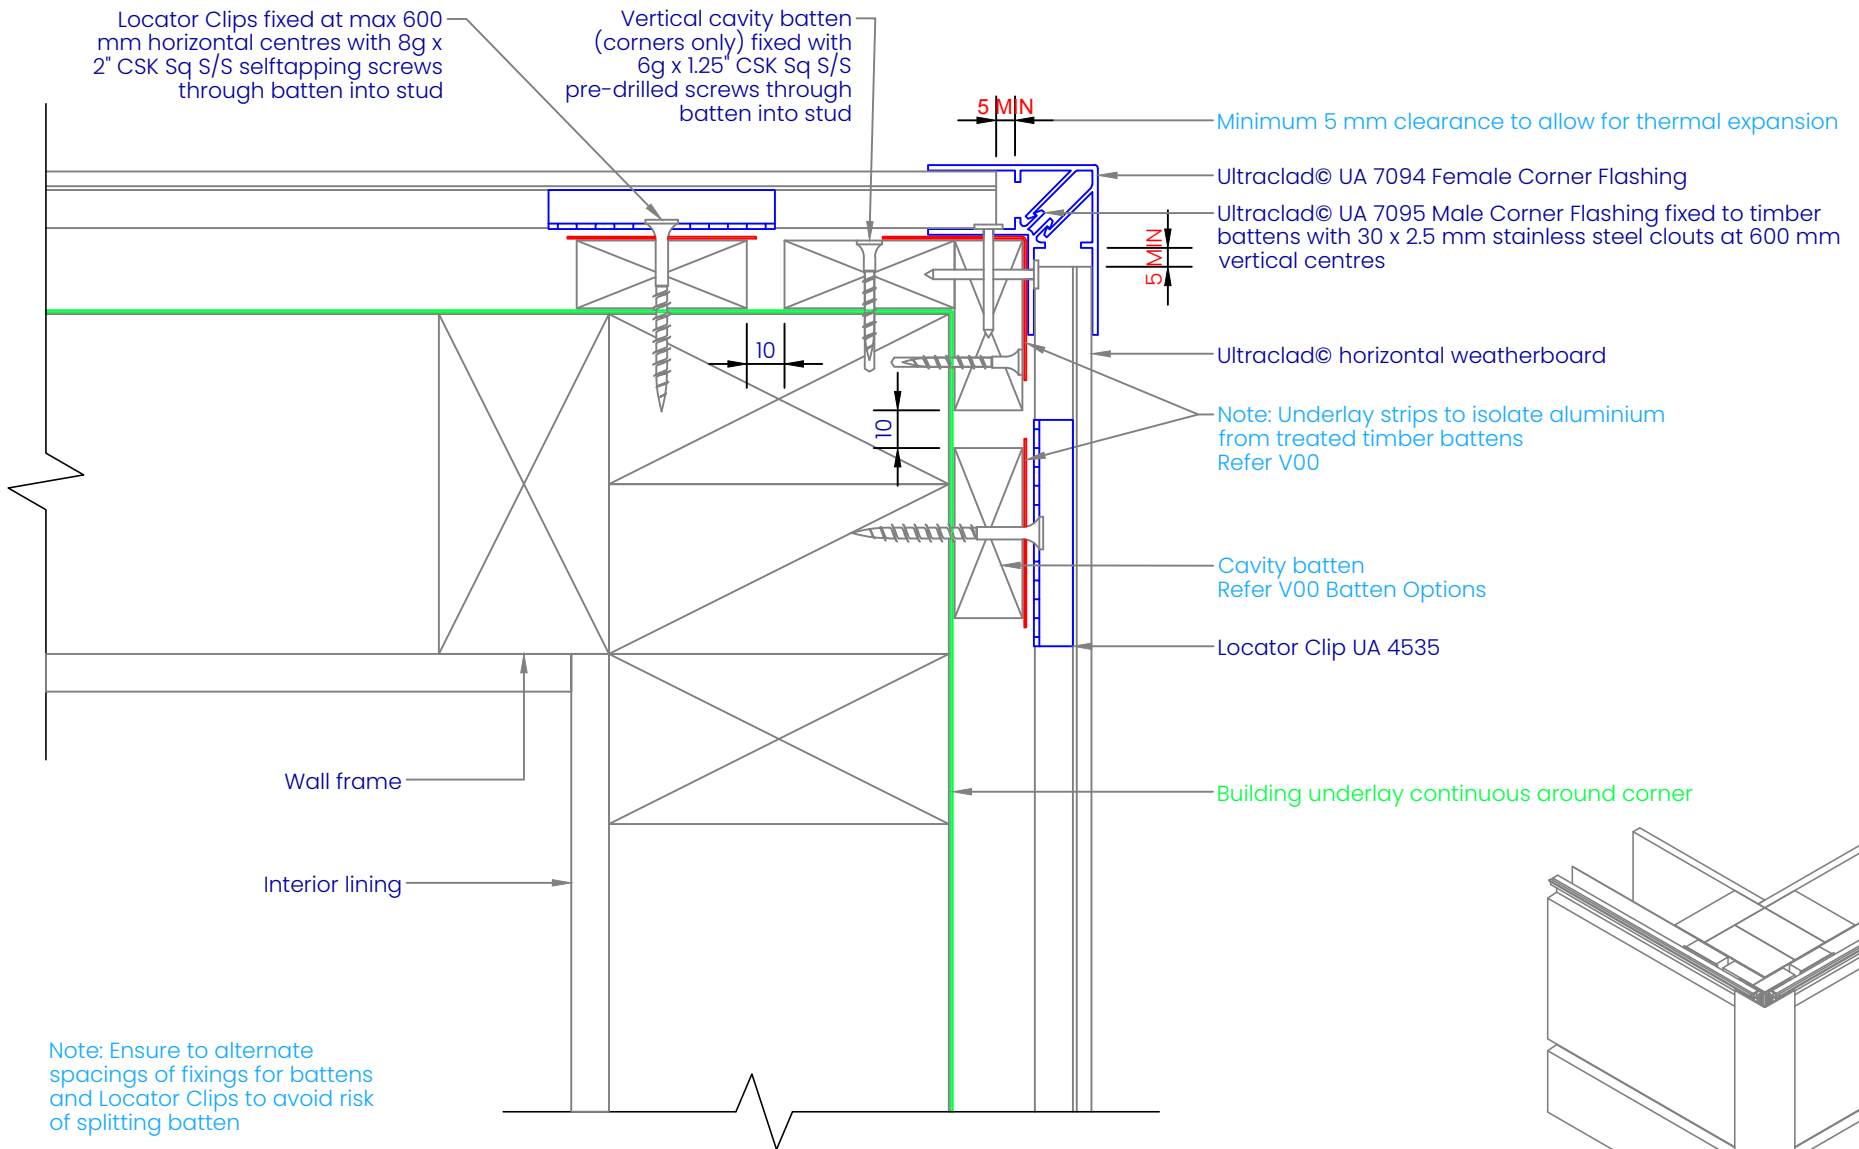 Locator Clips fixed at max 600
mm horizontal centres with 8g x
2" CSK Sq S/S selftapping screws
through batten into stud
Vertical cavity batten
(corners only) fixed with
6g x 1.25" CSK Sq S/S
pre-drilled screws through
batten into stud
5 MIN
Minimum 5 mm clearance to allow for thermal expansion
Ultraclad© UA 7094 Female Corner Flashing
Ultraclad© UA 7095 Male Corner Flashing fixed to timber
battens with 30 x 2.5 mm stainless steel clouts at 600 mm
vertical centres
5 MIN
10
Ultraclad© horizontal weatherboard
10
Note: Underlay strips to isolate aluminium
from treated timber battens
Refer V00
Cavity batten
Refer V00 Batten Options
Locator Clip UA 4535
Wall frame
Building underlay continuous around corner
Interior lining
Note: Ensure to alternate
spacings of fixings for battens
and Locator Clips to avoid risk
of splitting batten